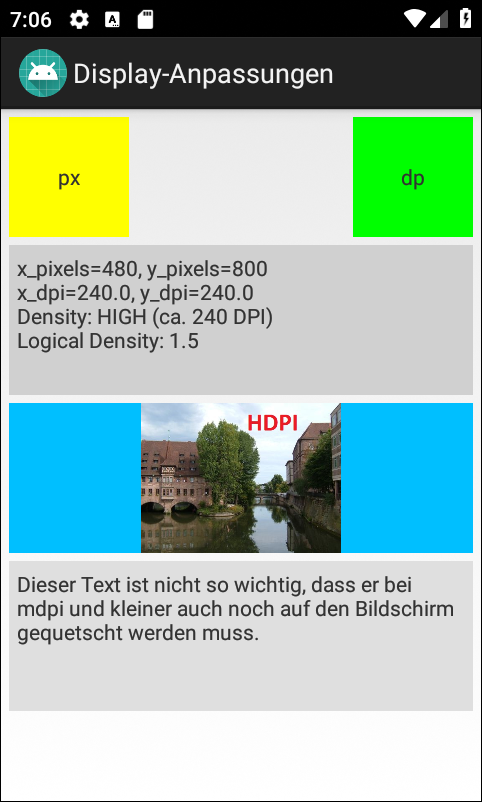 7:06
A
Display-Anpassungen
px
dp
x_pixels=480, y_pixels=800
x_dpi=240.0, y_dpi=240.0
Density: HIGH (ca. 240 DPI)
Logical Density: 1.5
HDPI
Dieser Text ist nicht so wichtig, dass er bei
mdpi und kleiner auch noch auf den Bildschirm
gequetscht werden muss.